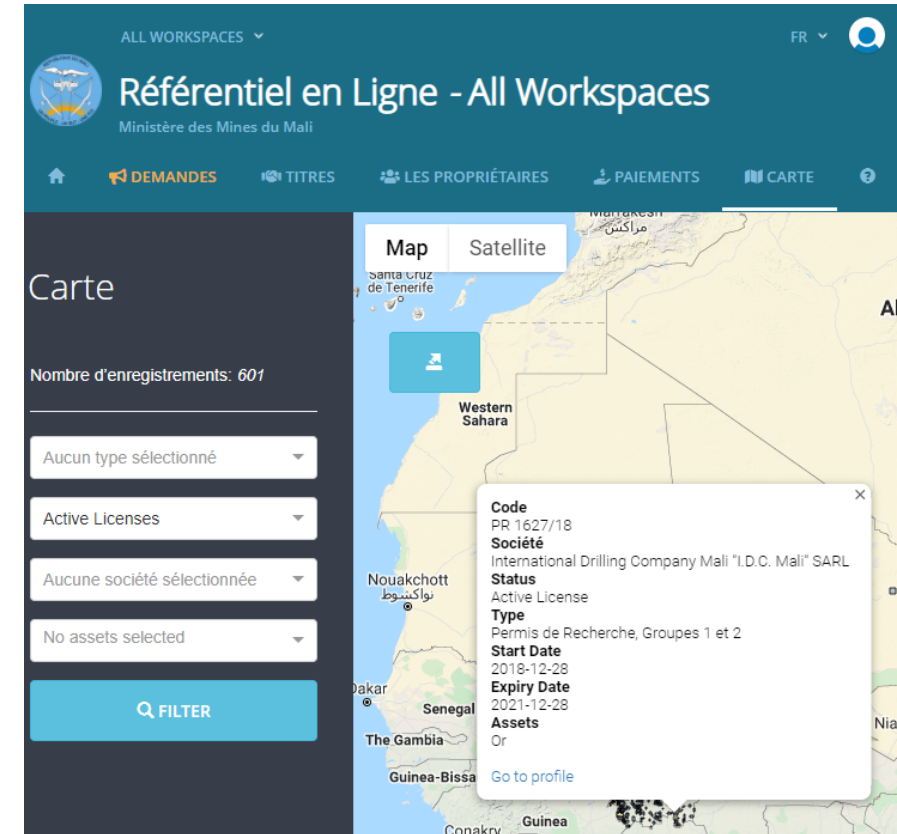 ALL WORKSPACES
FR
Référentiel en Ligne - All Workspaces
Ministère des Mines du Mali
DEMANDES
TITRES
LES PROPRIÉTAIRES
PAIEMENTS
CARTE
Carte
Nombre d'enregistrements: 601
Aucun type sélectionné
Active Licenses
Aucune société sélectionnée
No assets selected
FILTER
Map
Satellite
Marrakesh
مراكش
Santa Cruz
de Tenerife
Al
Western
Sahara
Nouakchott
نواكشوط
Dakar
Senegal
The Gambia
Guinea-Bissa
Conakry
Guinea
Nia
Code
PR 1627/18
Société
International Drilling Company Mali "I.D.C. Mali" SARL
Status
Active License
Type
Permis de Recherche, Groupes 1 et 2
Start Date
2018-12-28
Expiry Date
2021-12-28
Assets
Or
Go to profile